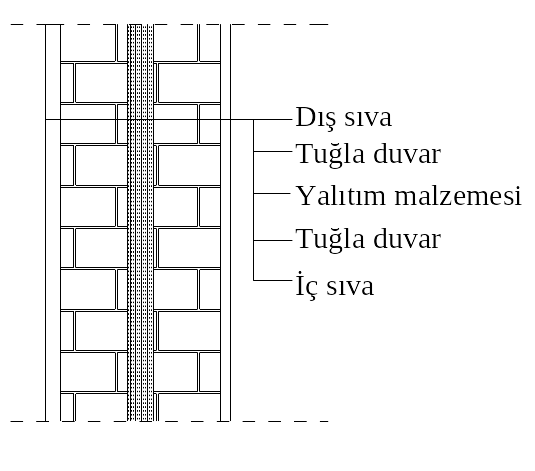 Dış sıva
Tuğla duvar
Yalıtım malzemesi
Tuğla duvar
İç sıva